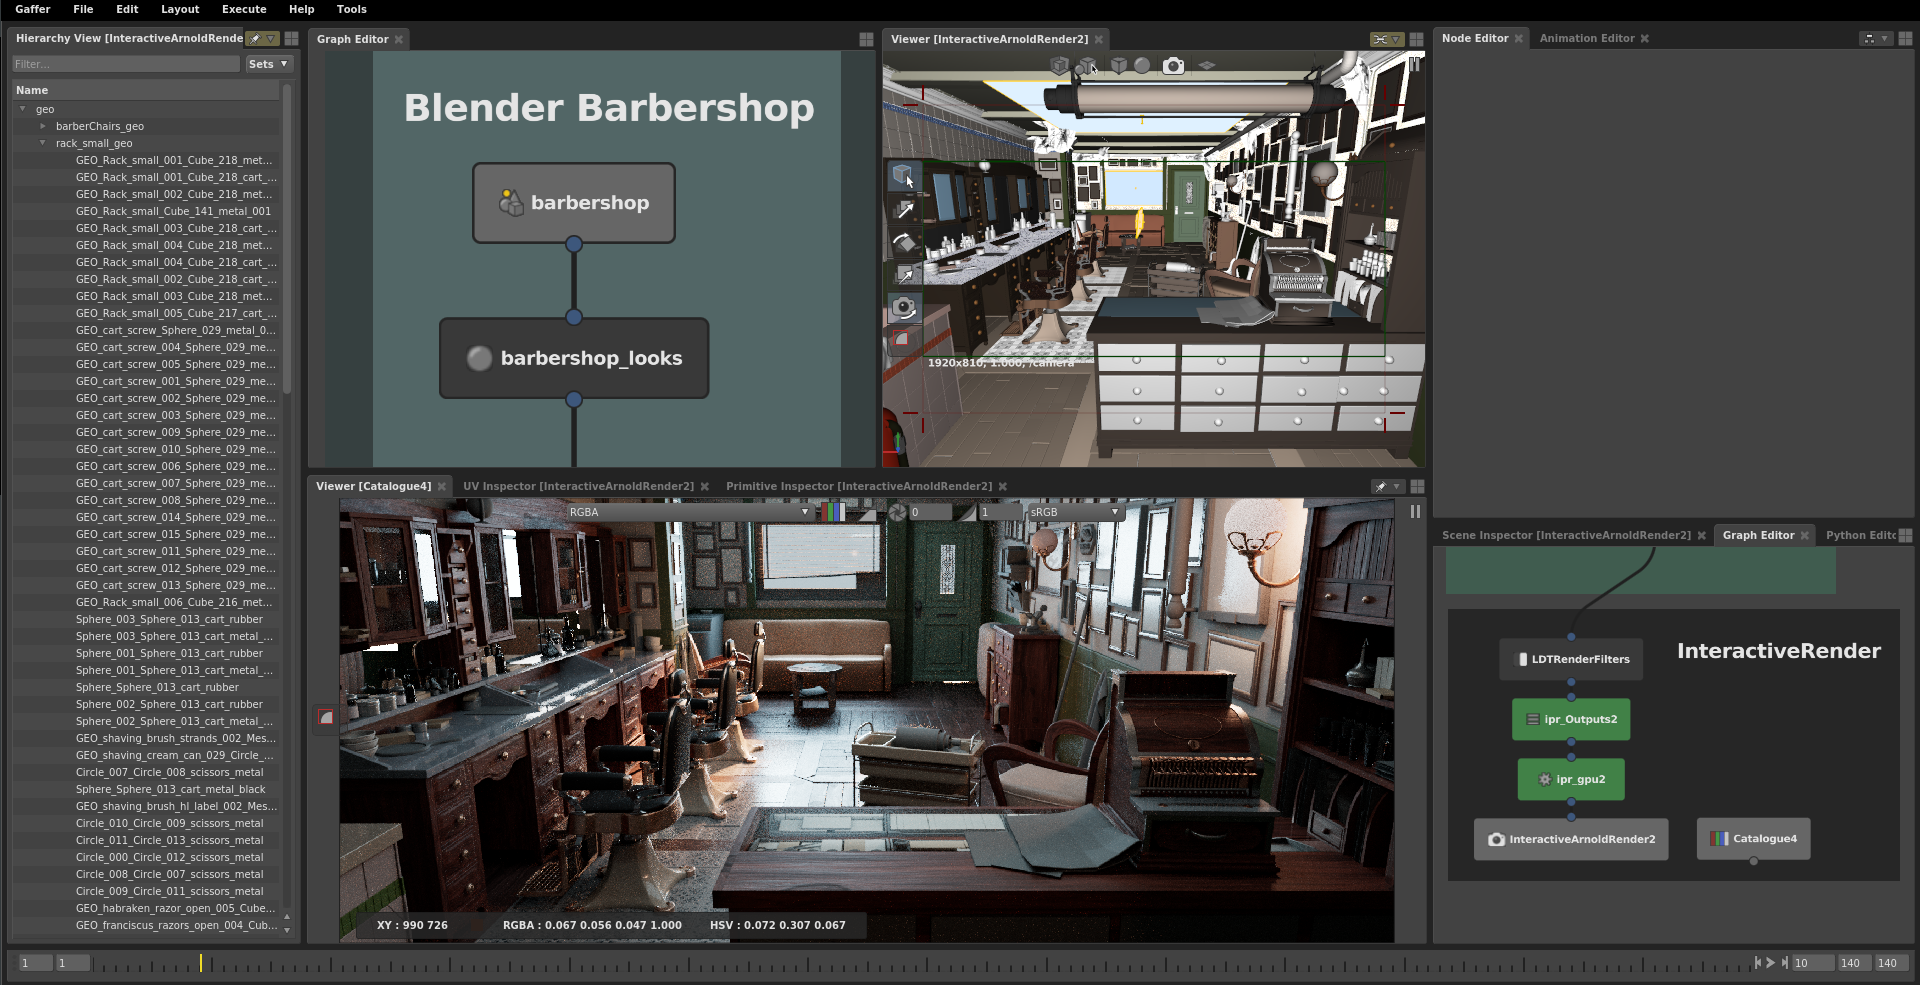 Gaffer File Edit Layout Execute Help Tools
Hierarchy View [InteractiveArnoldRende
Filter...
Sets
Name
geo
barberChairs_geo
rack_small_geo
GEO_Rack_small_001_Cube_218_met...
GEO_Rack_small_001_Cube_218_cart_...
GEO_Rack_small_002_Cube_218_met...
GEO_Rack_small_Cube_141_metal_001
GEO_Rack_small_003_Cube_218_cart_...
GEO_Rack_small_004_Cube_218_met...
GEO_Rack_small_004_Cube_218_cart_...
GEO_Rack_small_002_Cube_218_cart_...
GEO_Rack_small_003_Cube_218_met...
GEO_Rack_small_005_Cube_217_cart_...
GEO_cart_screw_Sphere_029_metal_0...
GEO_cart_screw_004_Sphere_029_me...
GEO_cart_screw_005_Sphere_029_me...
GEO_cart_screw_001_Sphere_029_me...
GEO_cart_screw_002_Sphere_029_me...
GEO_cart_screw_003_Sphere_029_me...
GEO_cart_screw_009_Sphere_029_me...
GEO_cart_screw_010_Sphere_029_me...
GEO_cart_screw_006_Sphere_029_me...
GEO_cart_screw_007_Sphere_029_me...
GEO_cart_screw_008_Sphere_029_me...
GEO_cart_screw_014_Sphere_029_me...
GEO_cart_screw_015_Sphere_029_me...
GEO_cart_screw_011_Sphere_029_me...
GEO_cart_screw_012_Sphere_029_me...
GEO_cart_screw_013_Sphere_029_me...
GEO_Rack_small_006_Cube_216_met...
Sphere_003_Sphere_013_cart_rubber
Sphere_003_Sphere_013_cart_metal_...
Sphere_001_Sphere_013_cart_rubber
Sphere_001_Sphere_013_cart_metal_...
Sphere_Sphere_013_cart_rubber
Sphere_002_Sphere_013_cart_rubber
Sphere_002_Sphere_013_cart_metal_...
GEO_shaving_brush_strands_002_Mes...
GEO_shaving_cream_can_029_Circle_...
Circle_007_Circle_008_scissors_metal
Sphere_Sphere_013_cart_metal_black
GEO_shaving_brush_hl_label_002_Mes...
Circle_010_Circle_009_scissors_metal
Circle_011_Circle_013_scissors_metal
Circle_000_Circle_012_scissors_metal
Circle_008_Circle_007_scissors_metal
Circle_009_Circle_011_scissors_metal
GEO_habraken_razor_open_005_Cube...
GEO_franciscus_razors_open_004_Cub...
Graph Editor
Blender Barbershop
barbershop
barbershop_looks
Viewer [InteractiveArnoldRender2]
1920x810, 1.000, /camera
Viewer [Catalogue4] UV Inspector [InteractiveArnoldRender2] Primitive Inspector [InteractiveArnoldRender2]
RGBA 0 1 sRGB
XY : 990 726 RGBA : 0.067 0.056 0.047 1.000 HSV : 0.072 0.307 0.067
Node Editor Animation Editor
Scene Inspector [InteractiveArnoldRender2] Graph Editor Python Editc
InteractiveRender
LDTRenderFilters
ipr_Outputs2
ipr_gpu2
InteractiveArnoldRender2
Catalogue4
1 1 10 140 140